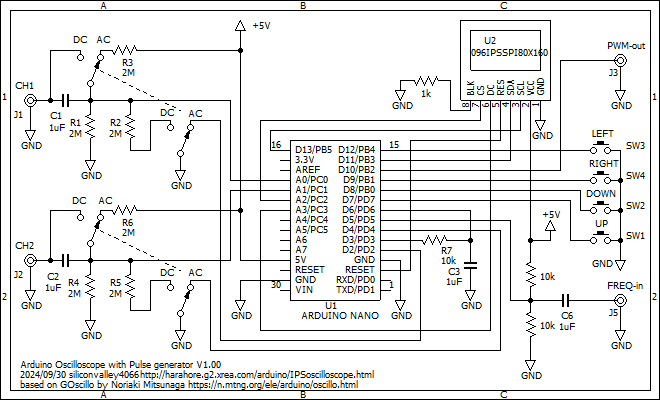 A B C
+5V
U2
096IPSSPI80X160
PWM-out
J3
DC AC
R3
2M
CH1
J1
GND
C1
1uF
R1
2M
R2
2M
GND
DC AC
GND
1k
GND
BLK CS DC RES SDA SCL VCC GND
8 7 6 5 4 3 2 1
GND
GND
1 1
16 D13/PB5 D12/PB4 15
3.3V D11/PB3
AREF D10/PB2
A0/PC0 D9/PB1
A1/PC1 D8/PB0
A2/PC2 D7/PD7
A3/PC3 D6/PD6
A4/PC4 D5/PD5
A5/PC5 D4/PD4
A6 D3/PD3
A7 D2/PD2
5V GND
RESET RESET
GND RXD/PD0
30 VIN TXD/PD1 1
U1
ARDUINO NANO
LEFT
SW3
RIGHT
SW4
DOWN
SW2
UP
SW1
GND
DC AC
R6
2M
CH2
J2
GND
C2
1uF
R4
2M
R5
2M
GND
DC AC
GND
GND
GND
R7
10k
C3
1uF
GND
+5V
10k
10k
GND
C6
1uF
FREQ-in
J5
GND
2 2
Arduino Oscilloscope with Pulse generator V1.00
2024/09/30 siliconvalley4066http://harahore.g2.xrea.com/arduino/IPSoscilloscope.html
based on GOscillo by Noriaki Mitsunaga https://n.mtng.org/ele/arduino/oscillo.html
A B C